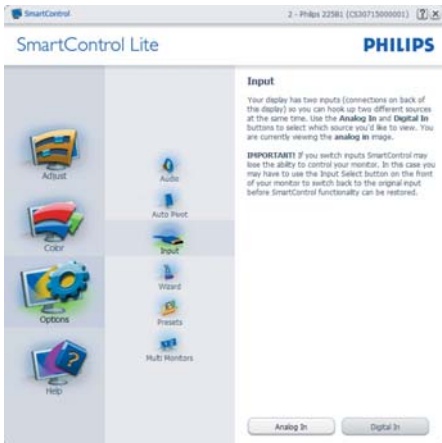 SmartControl
2 - Philips 225B1 (CS30715000001)
SmartControl Lite
PHILIPS
Adjust
Color
Options
Help
Audio
Auto Pivot
Input
Wizard
Presets
Multi Monitors
Input
Your display has two inputs (connections on back of
the display) so you can hook up two different sources
at the same time. Use the Analog In and Digital In
buttons to select which source you'd like to view. You
are currently viewing the analog in image.
IMPORTANT! If you switch inputs SmartControl may
lose the ability to control your monitor. In this case you
may have to use the Input Select button on the front
of your monitor to switch back to the original input
before SmartControl functionality can be restored.
Analog In
Digital In